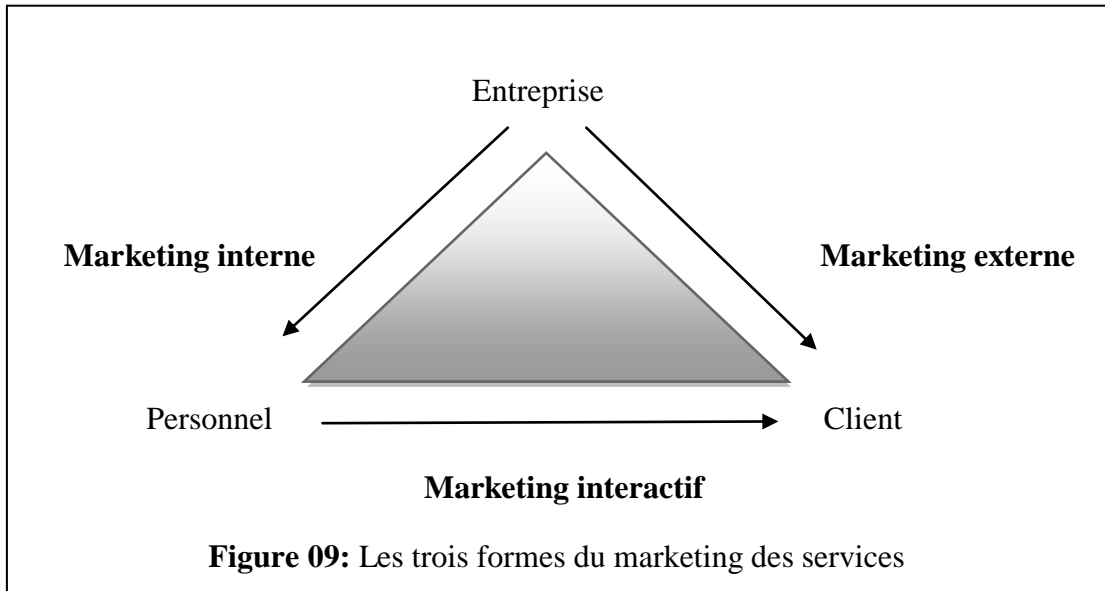 Entreprise
Marketing interne
Marketing externe
Personnel
Client
Marketing interactif
Figure 09: Les trois formes du marketing des services